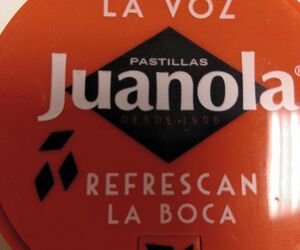 LA VOZ
PASTILLAS
Juanola®
DESDE 1906
REFRESCAN
LA BOCA